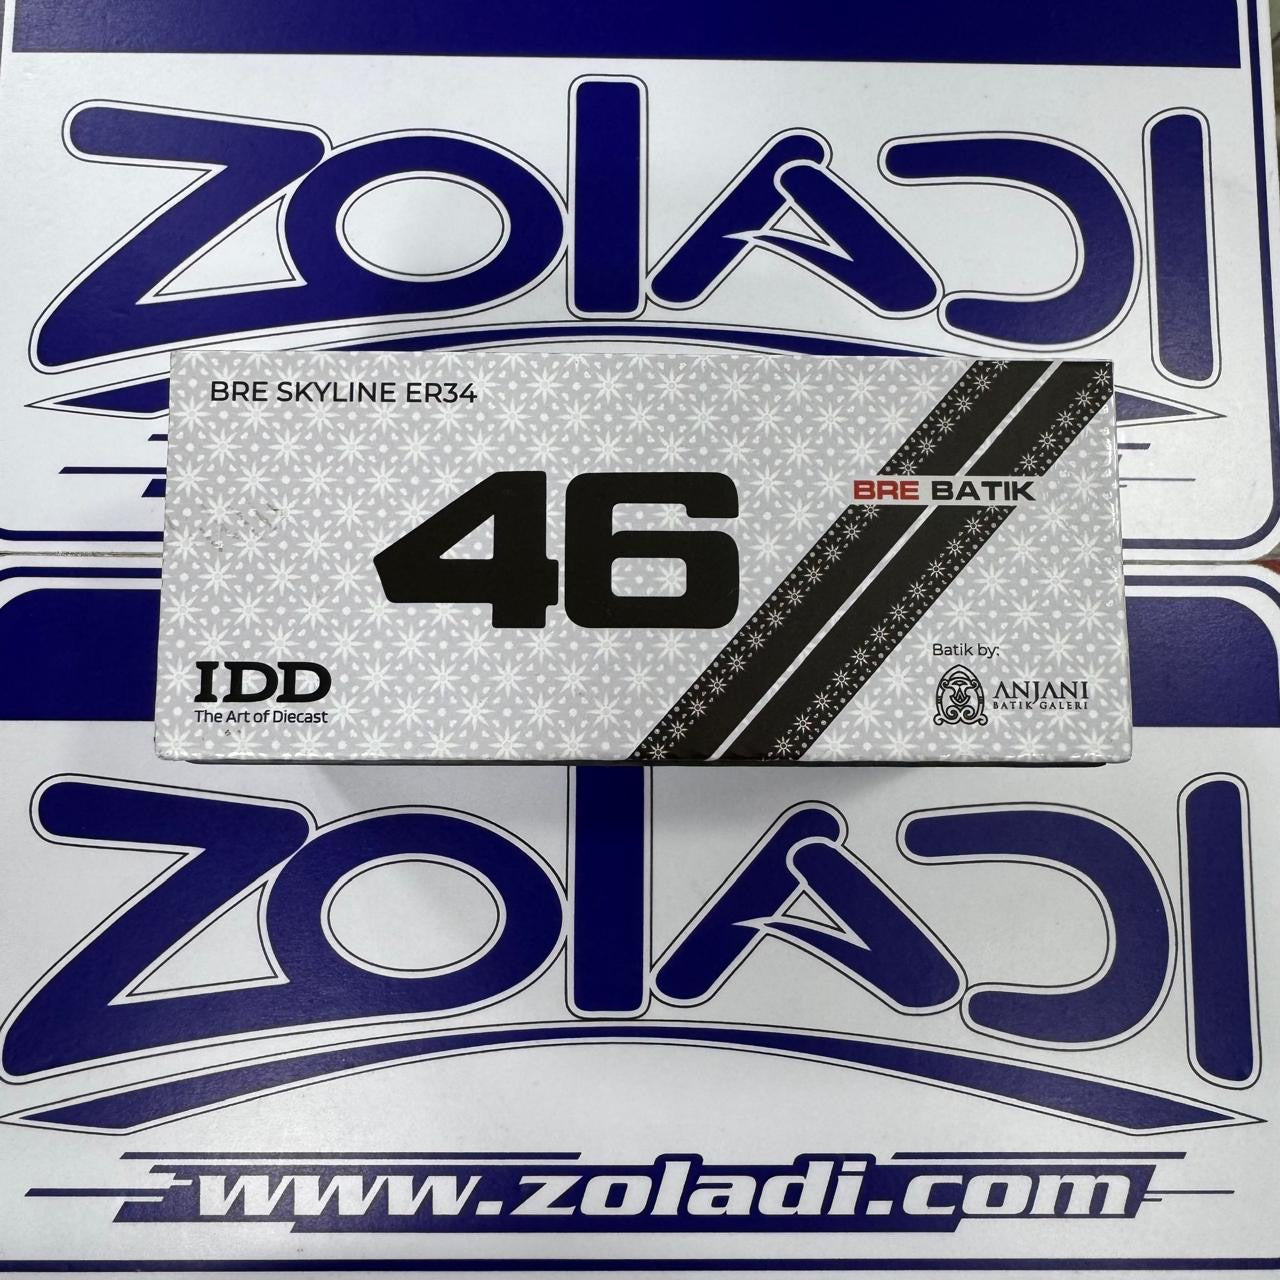 ZOLADI
BRE SKYLINE ER34
46
BRE BATIK
IDD
The Art of Diecast
Batik by:
ANJANI
BATIK GALERI
ZOLADI
www.zoladi.com